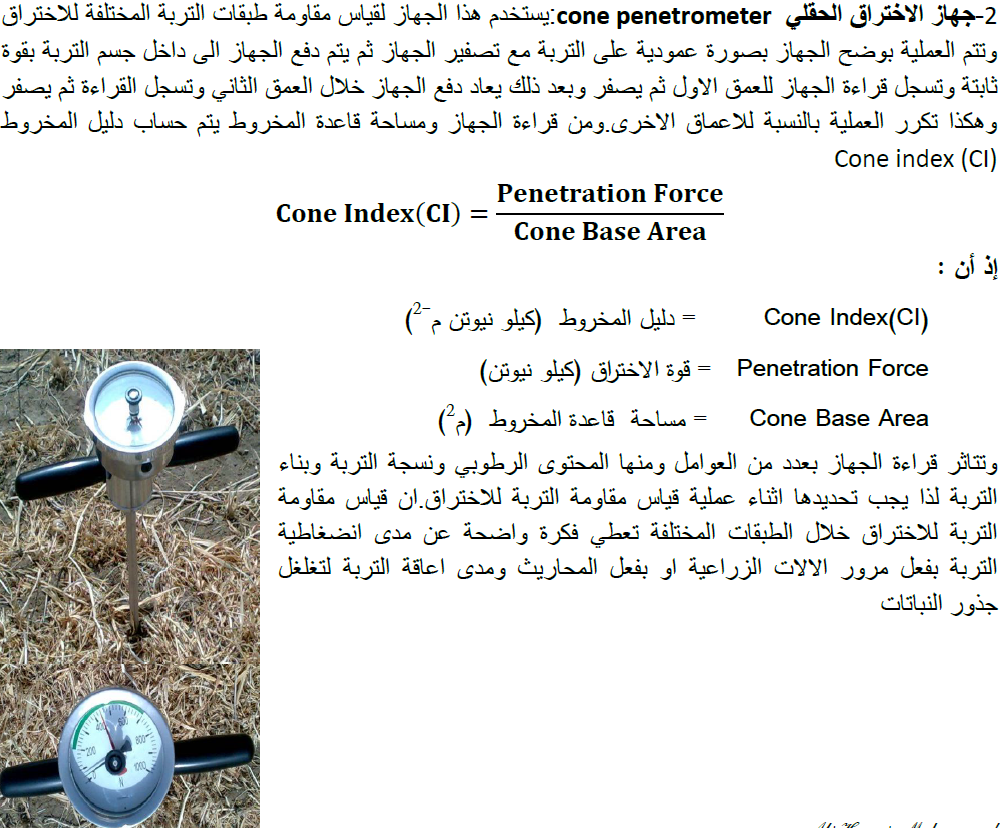 2-جهاز الاختراق الحقلي cone penetrometer:يستخدم هذا الجهاز لقياس مقاومة طبقات التربة المختلفة للاختراق
وتتم العملية بوضح الجهاز بصورة عمودية على التربة مع تصفير الجهاز ثم يتم دفع الجهاز الى داخل جسم التربة بقوة
ثابتة وتسجل قراءة الجهاز للعمق الاول ثم يصفر وبعد ذلك يعاد دفع الجهاز خلال العمق الثاني وتسجل القراءة ثم يصفر
وهكذا تكرر العملية بالنسبة للاعماق الاخرى.ومن قراءة الجهاز ومساحة قاعدة المخروط يتم حساب دليل المخروط
Cone index (CI)
Cone Index(CI) = Penetration Force / Cone Base Area
إذ أن :
Cone Index(CI) = دليل المخروط (كيلو نيوتن م⁻²)
Penetration Force = قوة الاختراق (كيلو نيوتن)
Cone Base Area = مساحة قاعدة المخروط (م²)
وتتاثر قراءة الجهاز بعدد من العوامل ومنها المحتوى الرطوبي ونسجة التربة وبناء
التربة لذا يجب تحديدها اثناء عملية قياس مقاومة التربة للاختراق.ان قياس مقاومة
التربة للاختراق خلال الطبقات المختلفة تعطي فكرة واضحة عن مدى انضغاطية
التربة بفعل مرور الالات الزراعية او بفعل المحاريث ومدى اعاقة التربة لتغلغل
جذور النباتات
0 200 400 600 800 1000
N